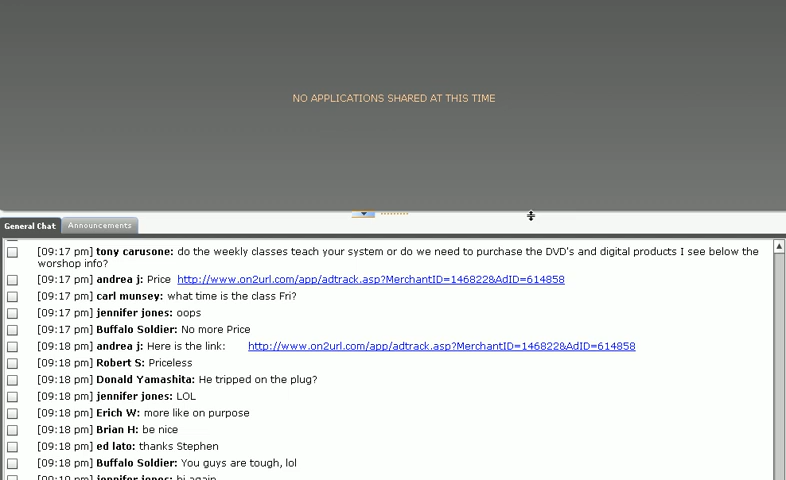 NO APPLICATIONS SHARED AT THIS TIME
General Chat Announcements
[09:17 pm] tony carusone: do the weekly classes teach your system or do we need to purchase the DVD's and digital products I see below the
worshop info?
[09:17 pm] andrea j: Price http://www.on2url.com/app/adtrack.asp?MerchantID=146822&AdID=614858
[09:17 pm] carl munsey: what time is the class Fri?
[09:17 pm] jennifer jones: oops
[09:17 pm] Buffalo Soldier: No more Price
[09:18 pm] andrea j: Here is the link: http://www.on2url.com/app/adtrack.asp?MerchantID=146822&AdID=614858
[09:18 pm] Robert S: Priceless
[09:18 pm] Donald Yamashita: He tripped on the plug?
[09:18 pm] jennifer jones: LOL
[09:18 pm] Erich W: more like on purpose
[09:18 pm] Brian H: be nice
[09:18 pm] ed lato: thanks Stephen
[09:18 pm] Buffalo Soldier: You guys are tough, lol
jennifer jones: hi again